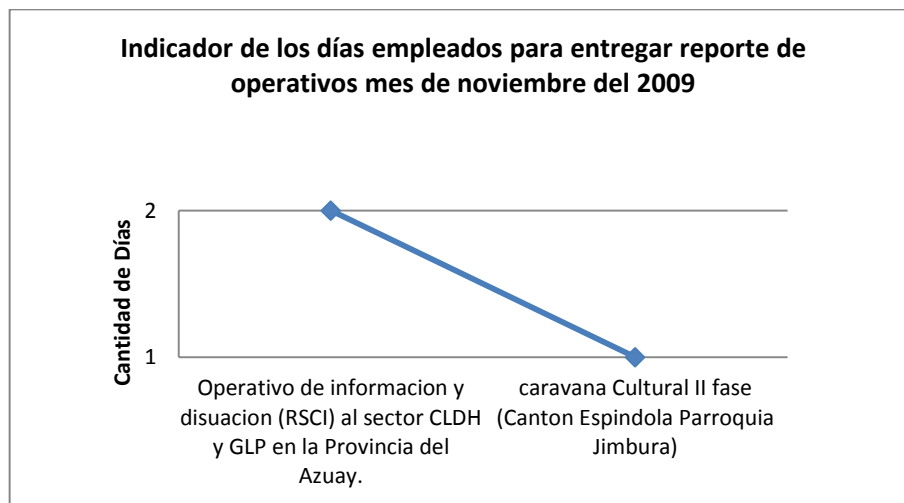 Indicador de los días empleados para entregar reporte de
operativos mes de noviembre del 2009
Cantidad de Días
2
1
Operativo de informacion y
disuacion (RSCI) al sector CLDH
y GLP en la Provincia del
Azuay.
caravana Cultural II fase
(Canton Espindola Parroquia
Jimbura)